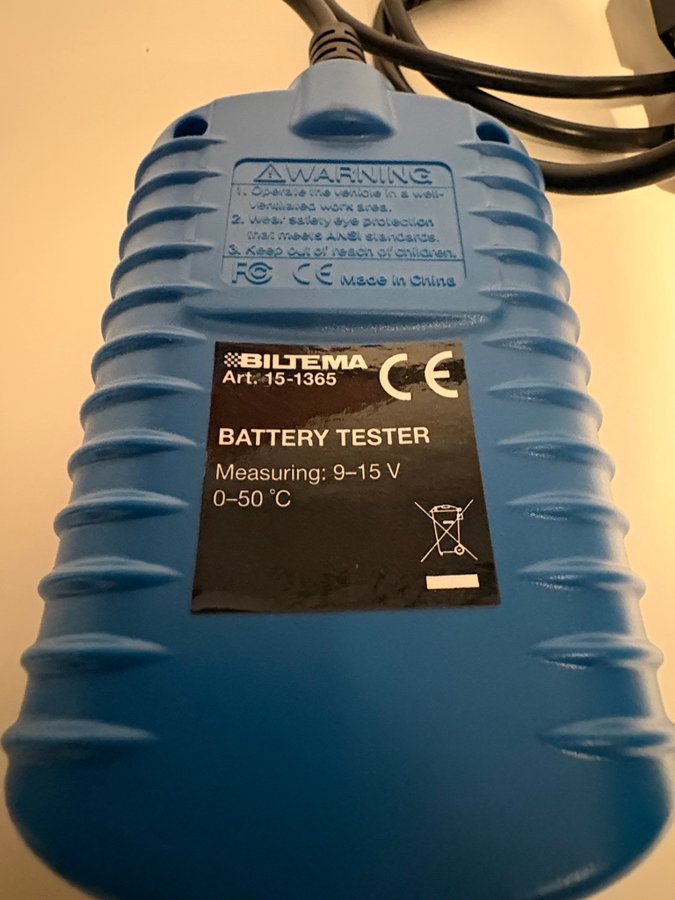 ⚠WARNING
1. Operate the vehicle in a well-
ventilated work area.
2. Wear safety eye protection
that meets ANSI standards.
3. Keep out of reach of children.
FC CE Made in China
BILTEMA CE
Art. 15-1365
BATTERY TESTER
Measuring: 9–15 V
0–50 °C